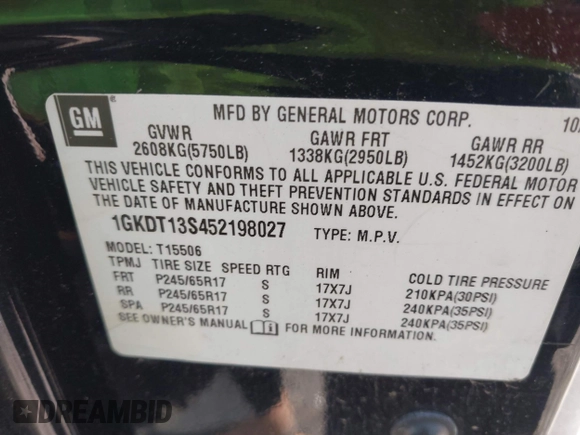 GM
MFD BY GENERAL MOTORS CORP. 10/
GVWR GAWR FRT GAWR RR
2608KG(5750LB) 1338KG(2950LB) 1452KG(3200LB)
THIS VEHICLE CONFORMS TO ALL APPLICABLE U.S. FEDERAL MOTOR
VEHICLE SAFETY AND THEFT PREVENTION STANDARDS IN EFFECT ON
THE DATE OF MANUFACTURE SHOWN ABOVE.
1GKDT13S452198027 TYPE: M.P.V.
MODEL: T15506
TPMJ TIRE SIZE SPEED RTG RIM COLD TIRE PRESSURE
FRT P245/65R17 S 17X7J 210KPA(30PSI)
RR P245/65R17 S 17X7J 240KPA(35PSI)
SPA P245/65R17 S 17X7J 240KPA(35PSI)
SEE OWNER'S MANUAL FOR MORE INFORMATION.
DREAMBID